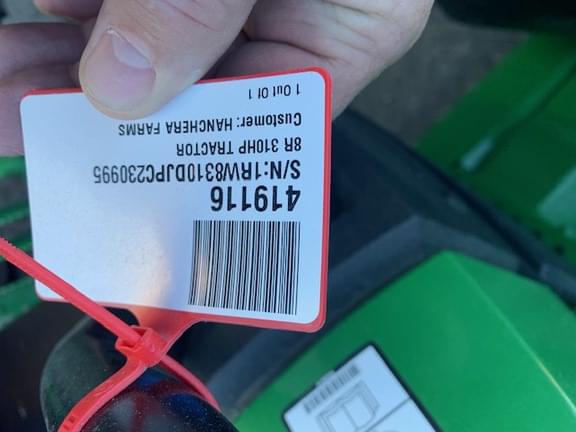 419116
S/N:1RW8310DJPC230995
8R 310HP TRACTOR
Customer: HANCHERA FARMS
1 Out Of 1